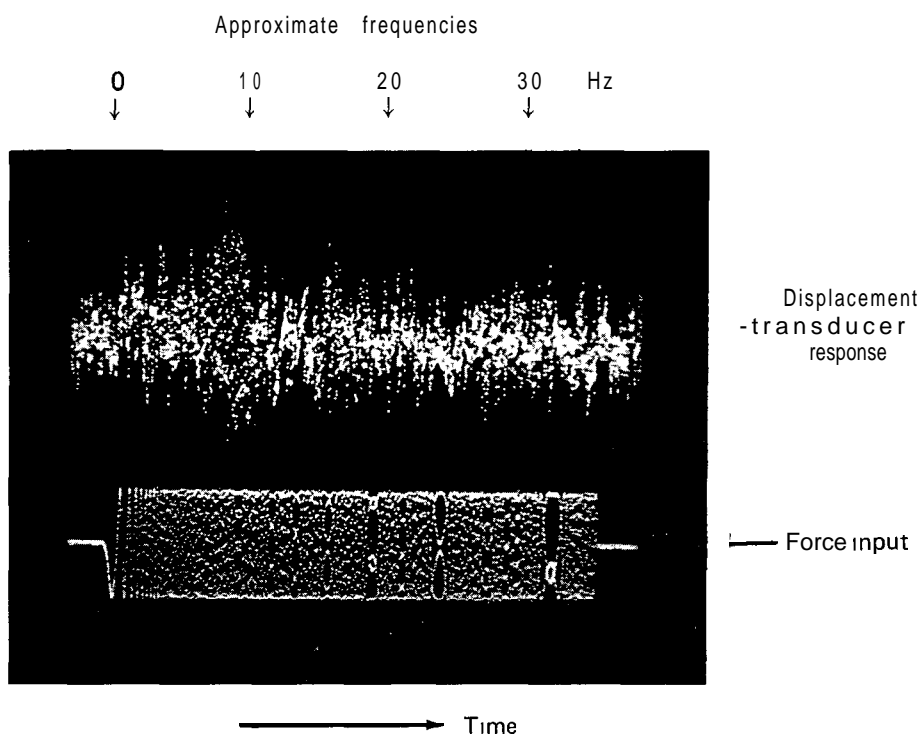 Approximate frequencies
0 10 20 30 Hz
Displacement
-transducer
response
Force input
Time